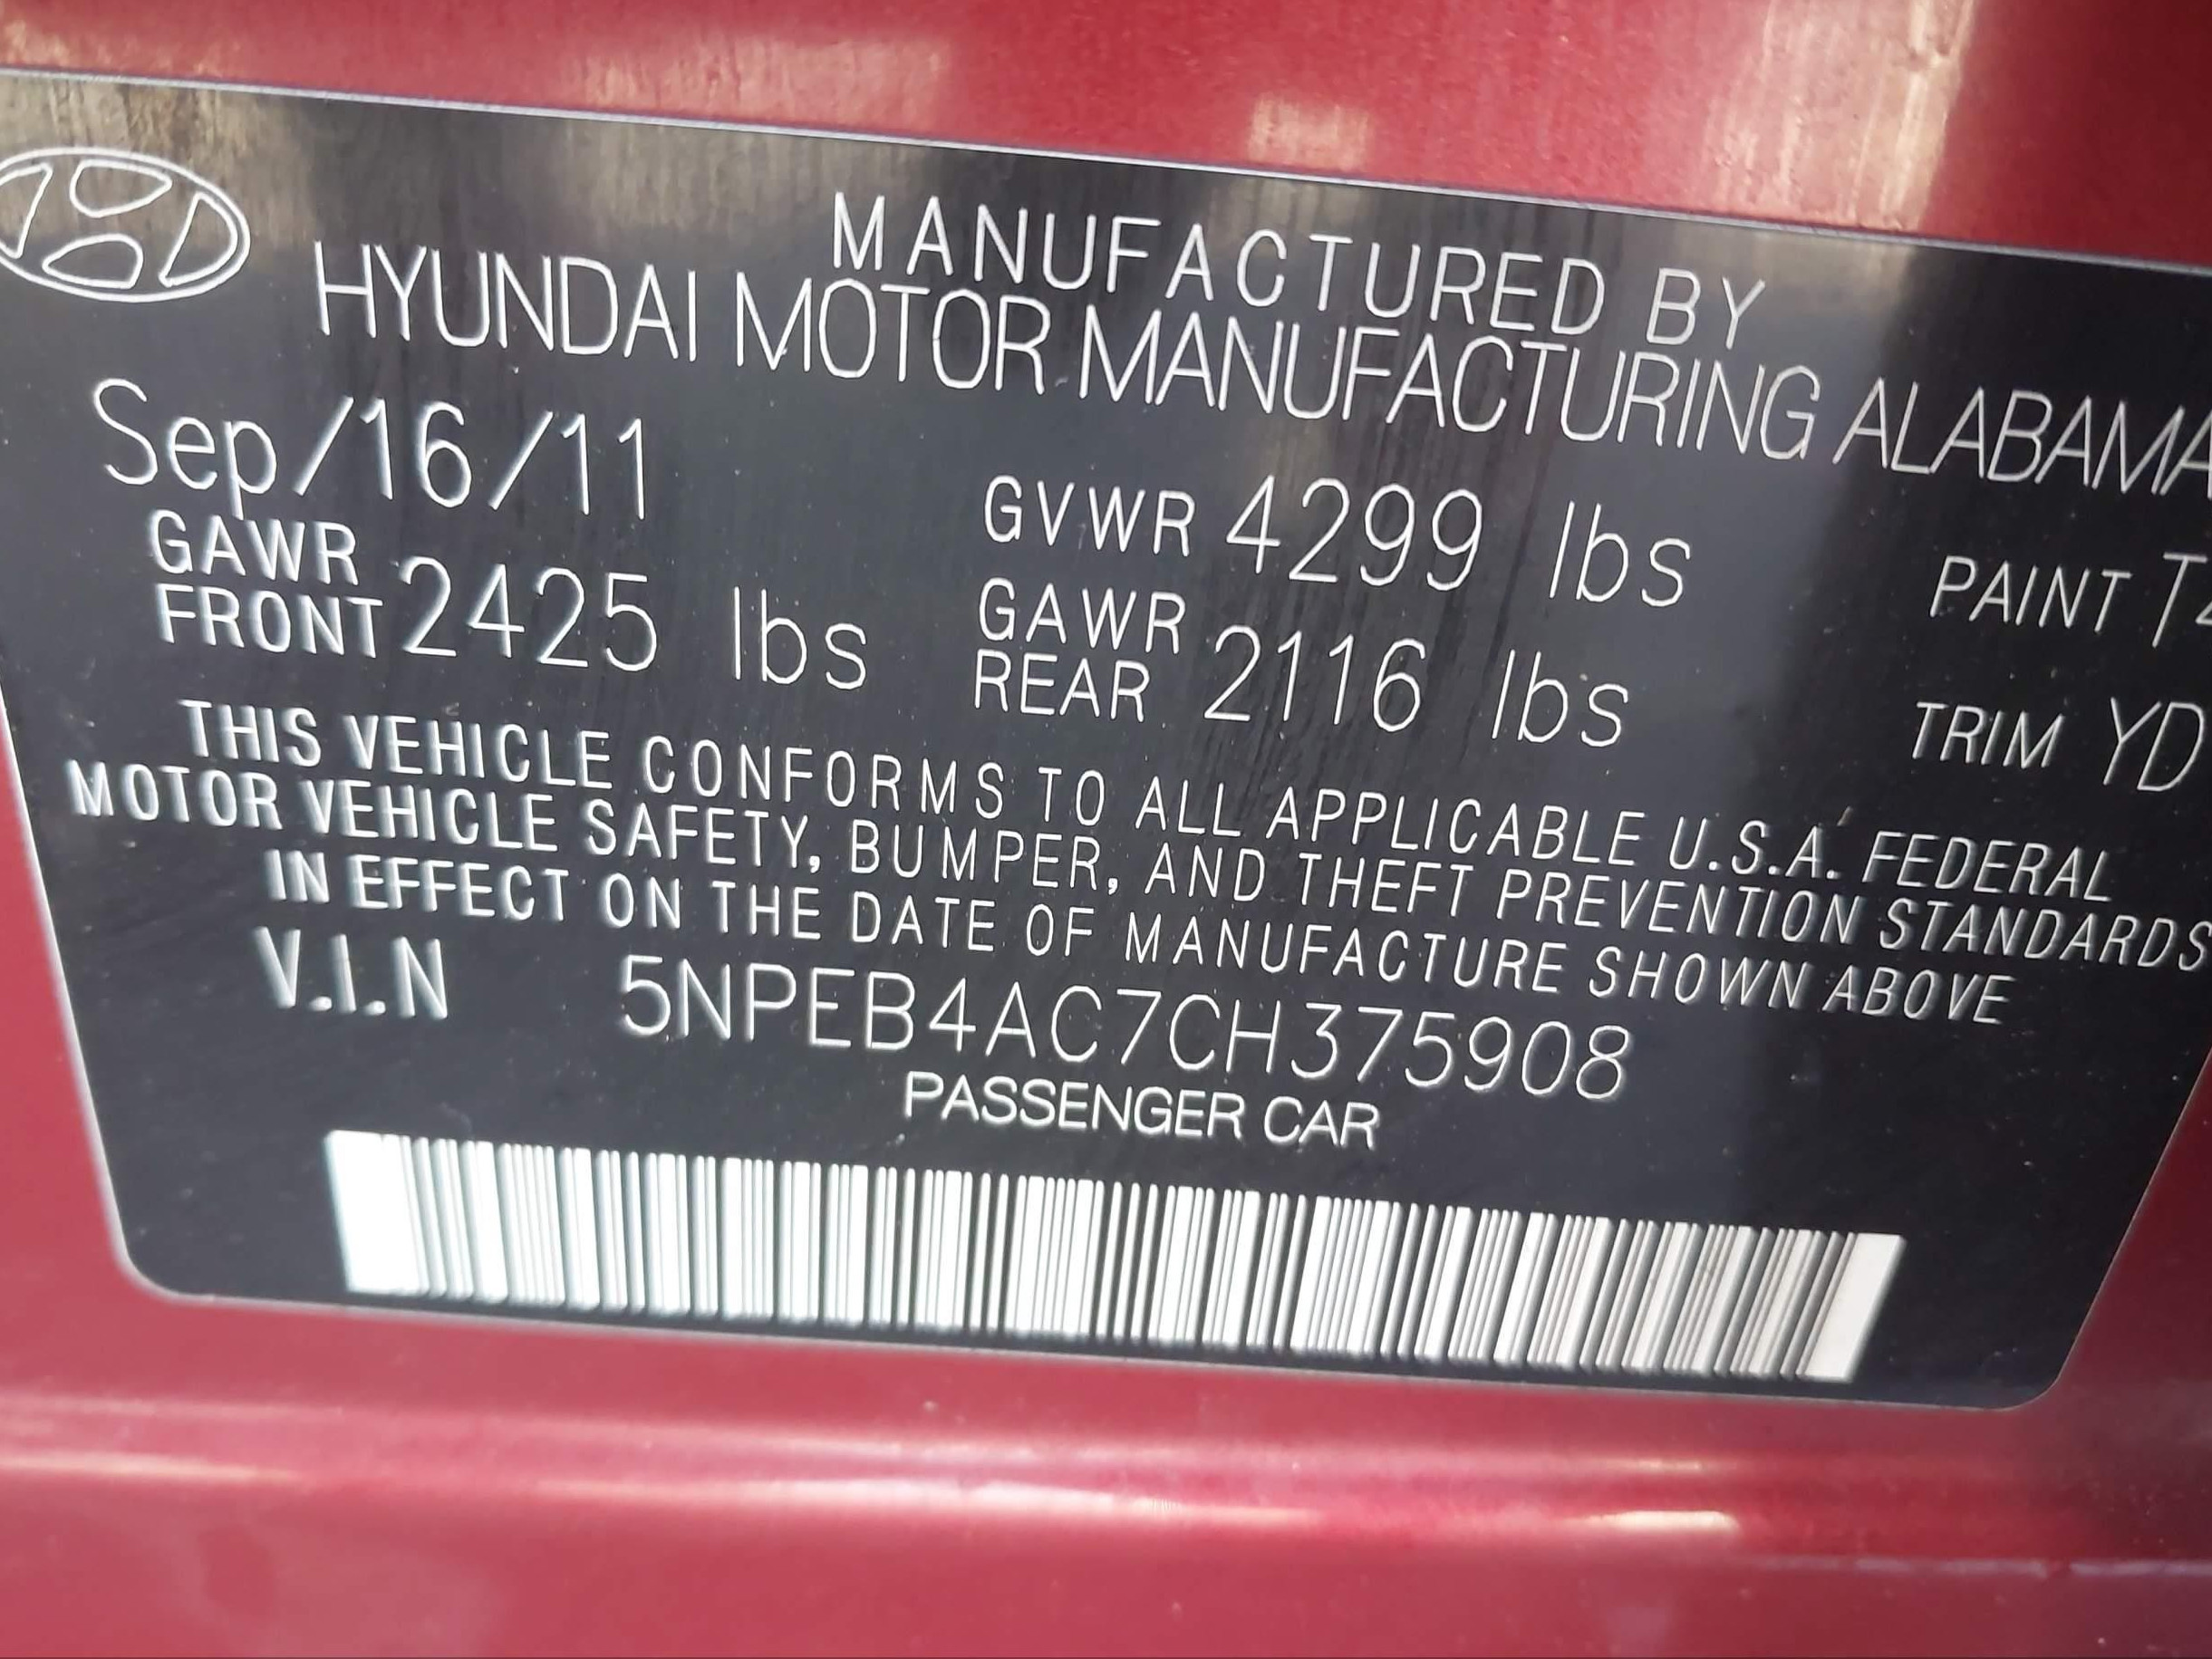 MANUFACTURED BY
HYUNDAI MOTOR MANUFACTURING ALABAMA
Sep/16/11
GVWR 4299 lbs
PAINT T
GAWR FRONT 2425 lbs
GAWR REAR 2116 lbs
TRIM YD
THIS VEHICLE CONFORMS TO ALL APPLICABLE U.S.A. FEDERAL
MOTOR VEHICLE SAFETY, BUMPER, AND THEFT PREVENTION STANDARDS
IN EFFECT ON THE DATE OF MANUFACTURE SHOWN ABOVE
V.I.N 5NPEB4AC7CH375908
PASSENGER CAR